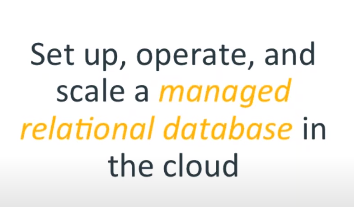 Set up, operate, and
scale a managed
relational database in
the cloud